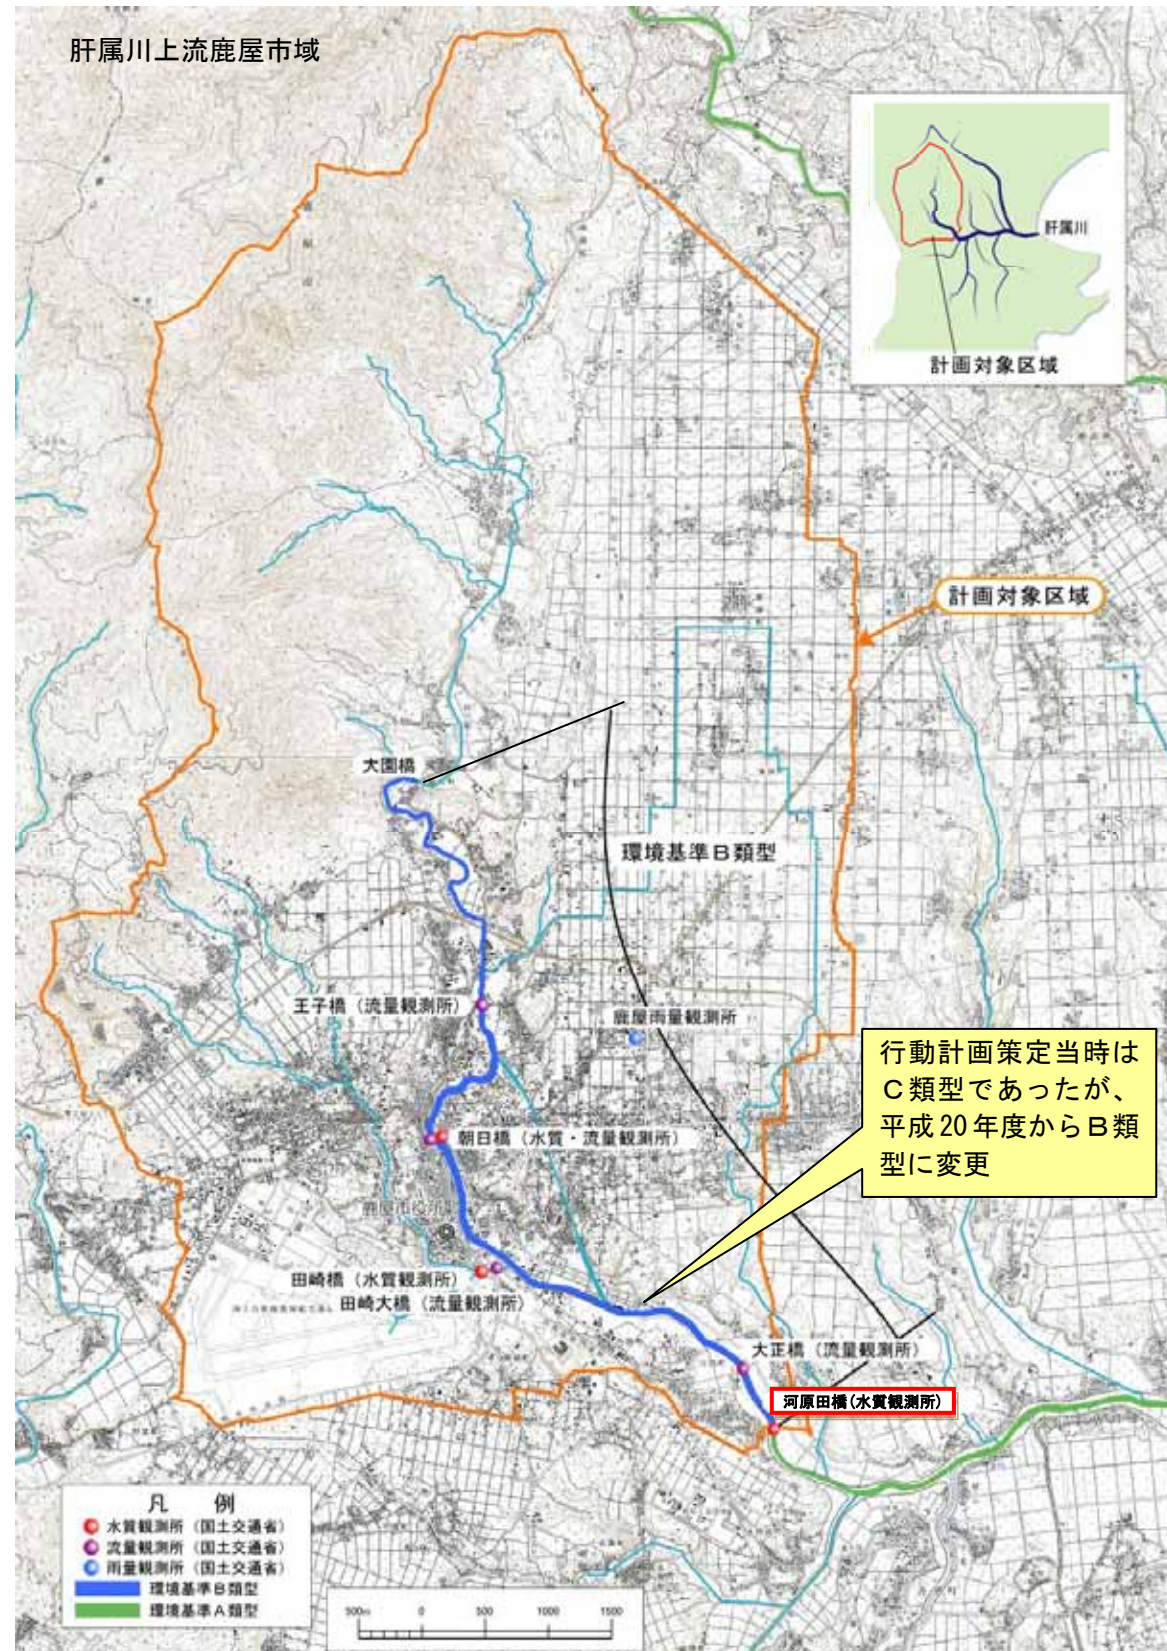 肝属川上流鹿屋市域
肝属川
計画対象区域
計画対象区域
大園橋
環境基準B類型
王子橋（流量観測所）
鹿屋雨量観測所
行動計画策定当時は
C類型であったが、
平成20年度からB類
型に変更
朝日橋（水質・流量観測所）
鹿屋市役所
田崎橋（水質観測所）
田崎大橋（流量観測所）
大正橋（流量観測所）
河原田橋(水質観測所)
凡　例
水質観測所（国土交通省）
流量観測所（国土交通省）
雨量観測所（国土交通省）
環境基準B類型
環境基準A類型
500m 0 500 1000 1500